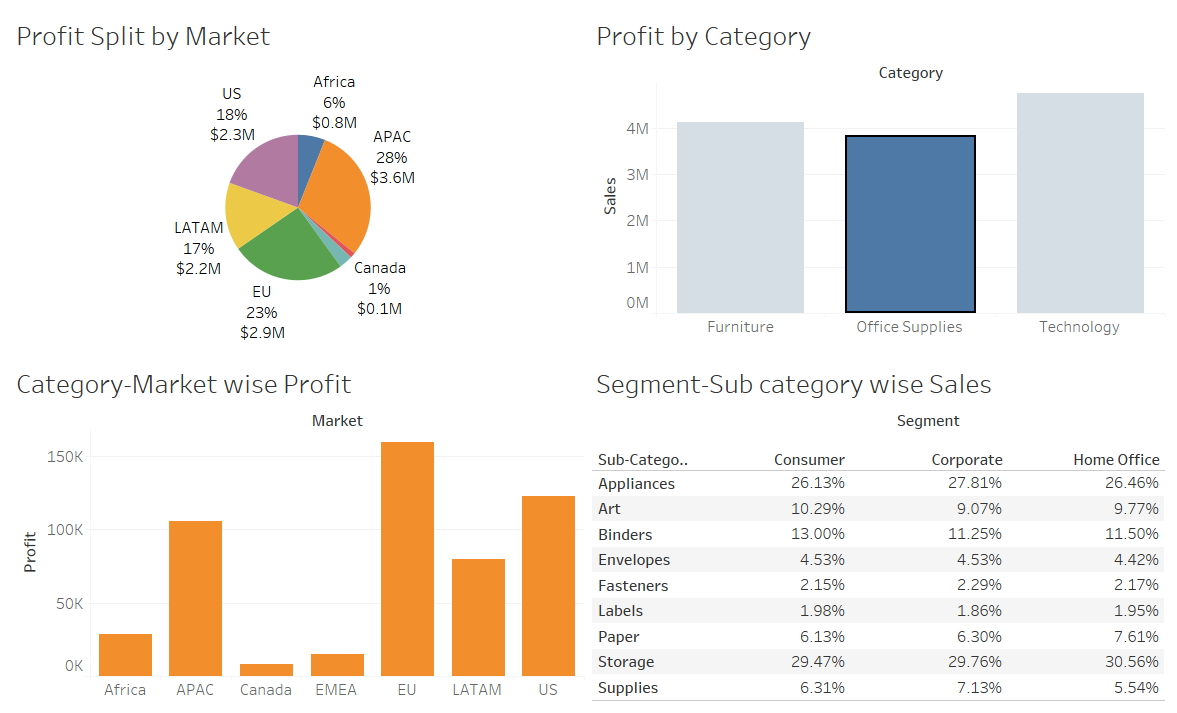 Profit Split by Market
Africa
6%
$0.8M
US
18%
$2.3M
APAC
28%
$3.6M
LATAM
17%
$2.2M
Canada
1%
$0.1M
EU
23%
$2.9M
Profit by Category
Category
Sales
4M
3M
2M
1M
0M
Furniture Office Supplies Technology
Category-Market wise Profit
Market
Profit
150K
100K
50K
0K
Africa APAC Canada EMEA EU LATAM US
Segment-Sub category wise Sales
Segment
Sub-Catego.. Consumer Corporate Home Office
Appliances 26.13% 27.81% 26.46%
Art 10.29% 9.07% 9.77%
Binders 13.00% 11.25% 11.50%
Envelopes 4.53% 4.53% 4.42%
Fasteners 2.15% 2.29% 2.17%
Labels 1.98% 1.86% 1.95%
Paper 6.13% 6.30% 7.61%
Storage 29.47% 29.76% 30.56%
Supplies 6.31% 7.13% 5.54%